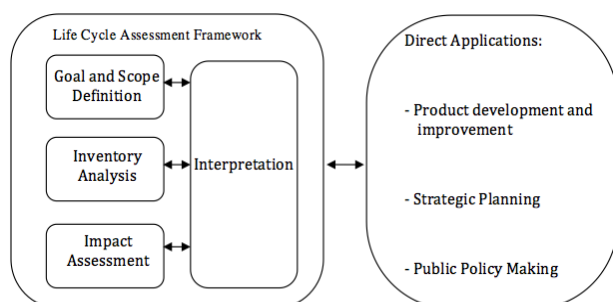 Life Cycle Assessment Framework
Goal and Scope
Definition
Inventory
Analysis
Impact
Assessment
Interpretation
Direct Applications:
- Product development and
improvement
- Strategic Planning
- Public Policy Making